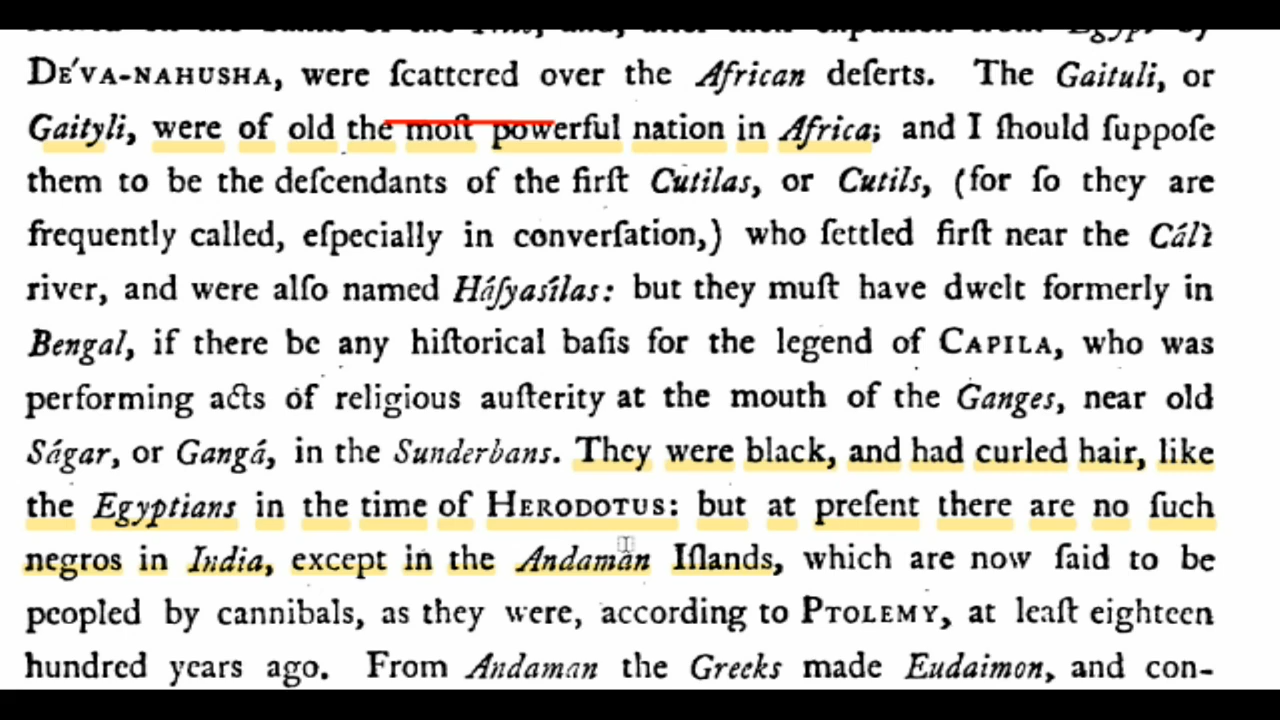 DE´VA-NAHUSHA, were ſcattered over the African deſerts. The Gaituli, or
Gaityli, were of old the moſt powerful nation in Africa; and I ſhould ſuppoſe
them to be the deſcendants of the firſt Cutilas, or Cutils, (for ſo they are
frequently called, eſpecially in converſation,) who ſettled firſt near the Cálì
river, and were alſo named Háſyasílas: but they muſt have dwelt formerly in
Bengal, if there be any hiſtorical baſis for the legend of CAPILA, who was
performing acts of religious auſterity at the mouth of the Ganges, near old
Ságar, or Gangá, in the Sunderbans. They were black, and had curled hair, like
the Egyptians in the time of HERODOTUS: but at preſent there are no ſuch
negros in India, except in the Andaman Iſlands, which are now ſaid to be
peopled by cannibals, as they were, according to PTOLEMY, at leaſt eighteen
hundred years ago. From Andaman the Greeks made Eudaimon, and con-